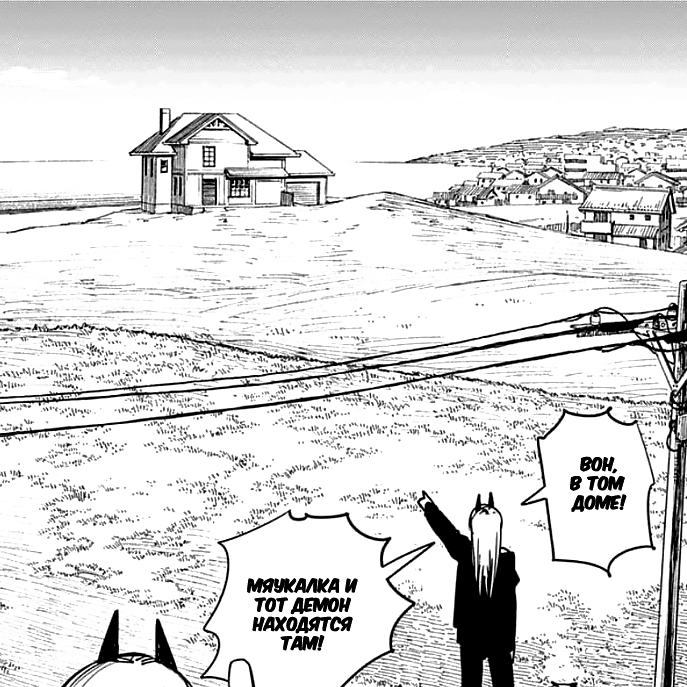 ВОН,
В ТОМ
ДОМЕ!
МЯУКАЛКА И
ТОТ ДЕМОН
НАХОДЯТСЯ
ТАМ!